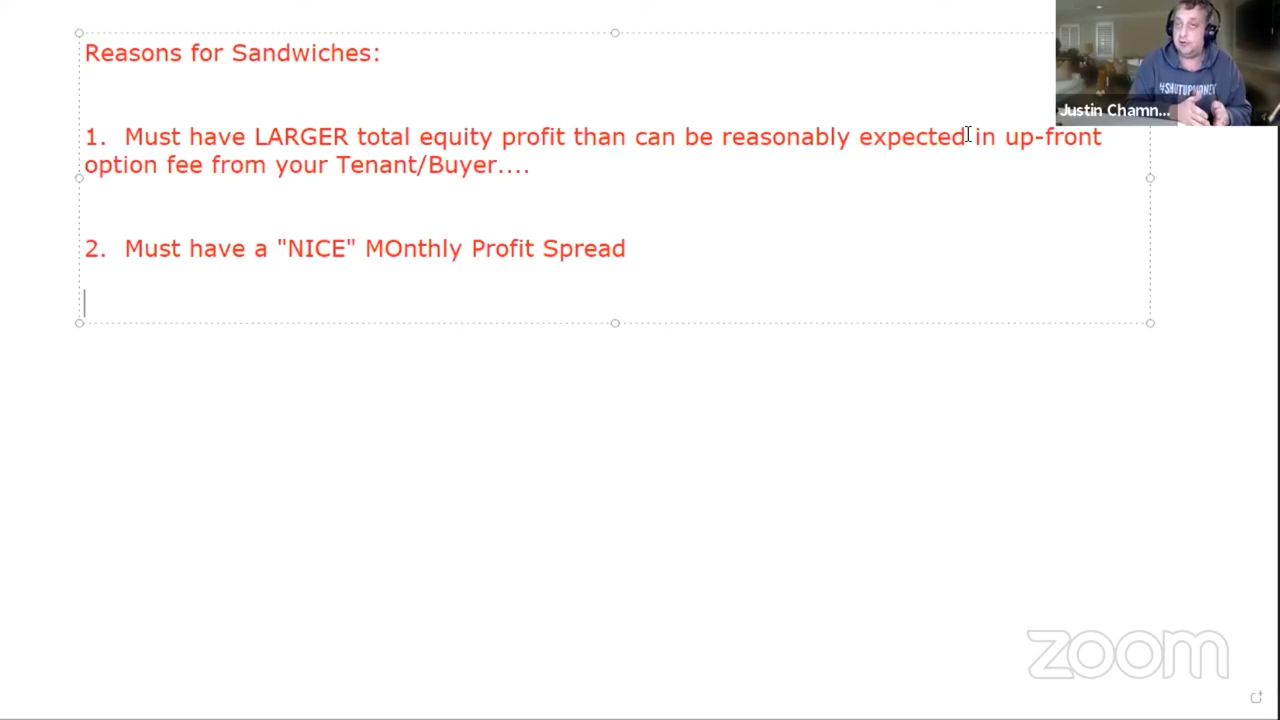 Reasons for Sandwiches:
1. Must have LARGER total equity profit than can be reasonably expected in up-front
option fee from your Tenant/Buyer....
2. Must have a "NICE" MOnthly Profit Spread
#SHUTUPMONEY
Justin Chamn...
zoom